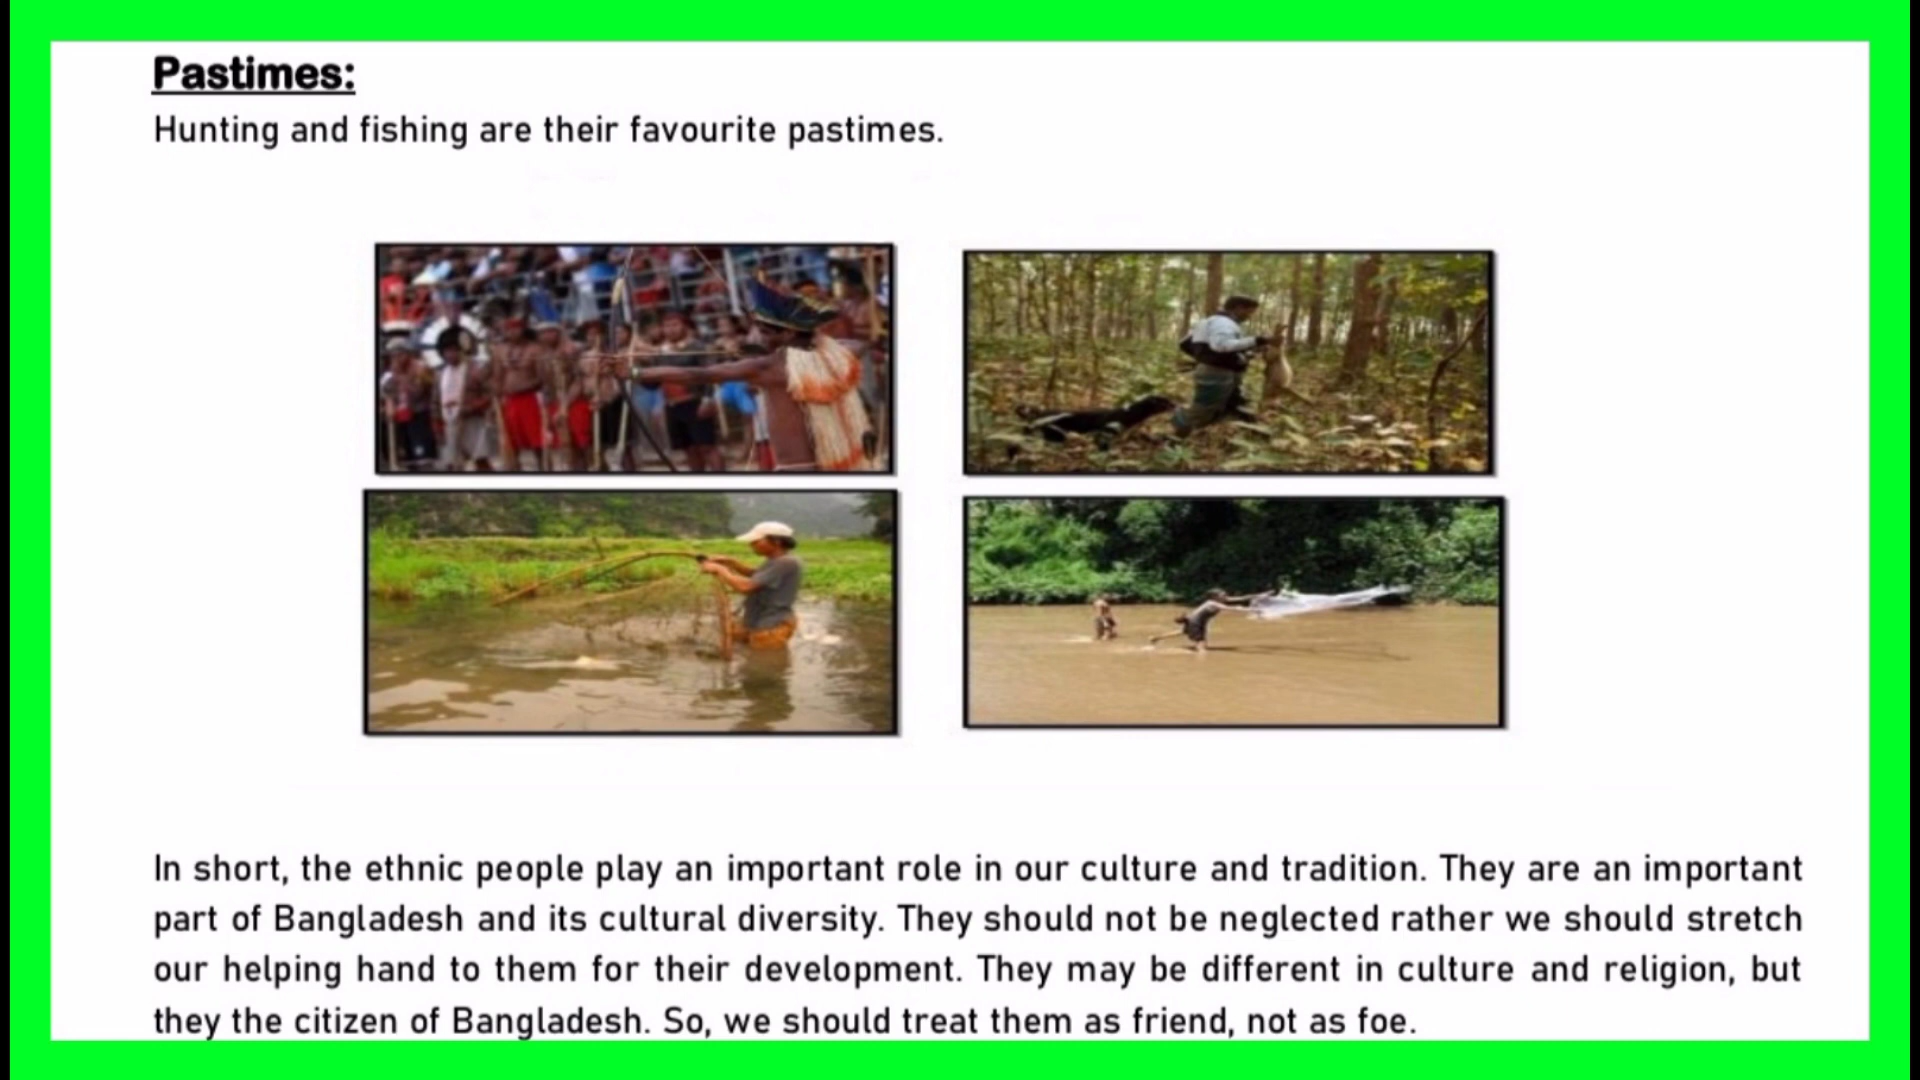 Pastimes:
Hunting and fishing are their favourite pastimes.
In short, the ethnic people play an important role in our culture and tradition. They are an important
part of Bangladesh and its cultural diversity. They should not be neglected rather we should stretch
our helping hand to them for their development. They may be different in culture and religion, but
they the citizen of Bangladesh. So, we should treat them as friend, not as foe.